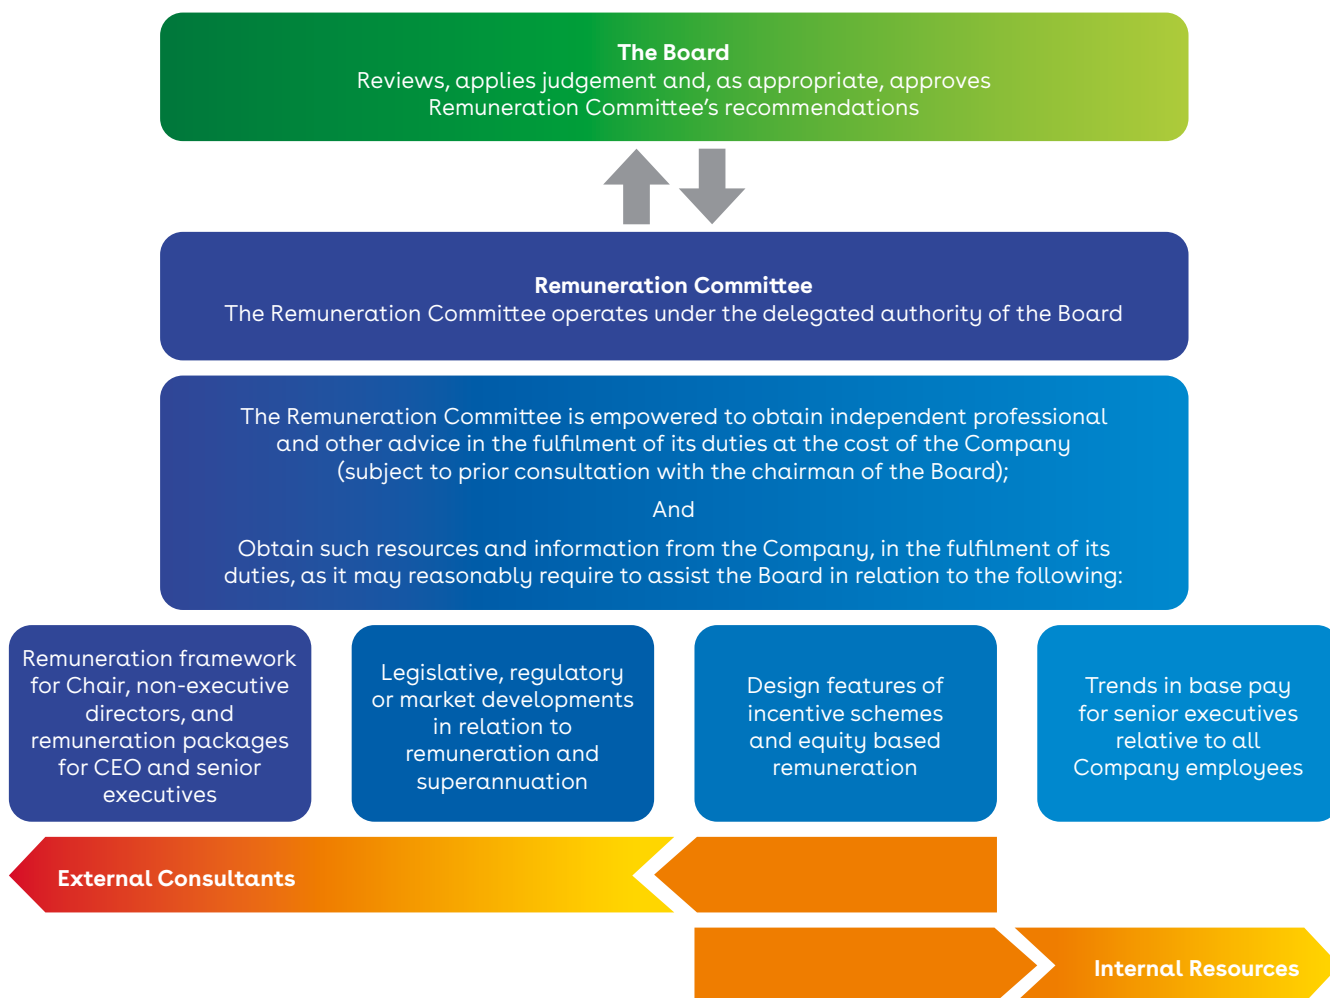 The Board
Reviews, applies judgement and, as appropriate, approves
Remuneration Committee's recommendations
Remuneration Committee
The Remuneration Committee operates under the delegated authority of the Board
The Remuneration Committee is empowered to obtain independent professional
and other advice in the fulfilment of its duties at the cost of the Company
(subject to prior consultation with the chairman of the Board);
And
Obtain such resources and information from the Company, in the fulfilment of its
duties, as it may reasonably require to assist the Board in relation to the following:
Remuneration framework
for Chair, non-executive
directors, and
remuneration packages
for CEO and senior
executives
Legislative, regulatory
or market developments
in relation to
remuneration and
superannuation
Design features of
incentive schemes
and equity based
remuneration
Trends in base pay
for senior executives
relative to all
Company employees
External Consultants
Internal Resources